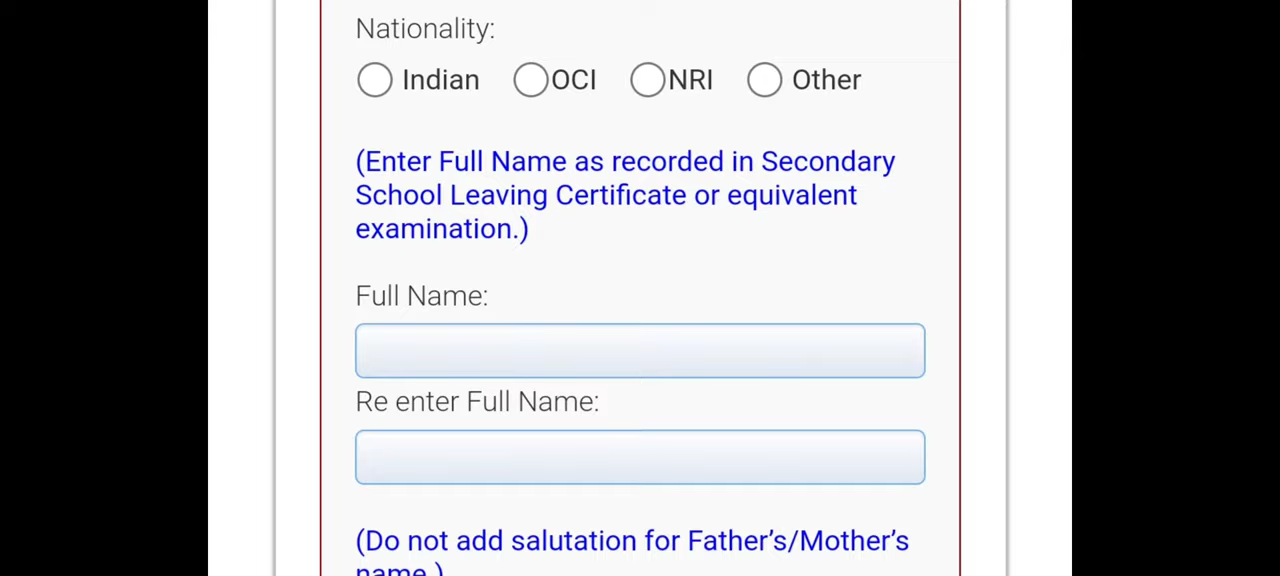 Nationality:
Indian OCI NRI Other
(Enter Full Name as recorded in Secondary
School Leaving Certificate or equivalent
examination.)
Full Name:
Re enter Full Name:
(Do not add salutation for Father’s/Mother’s
name.)